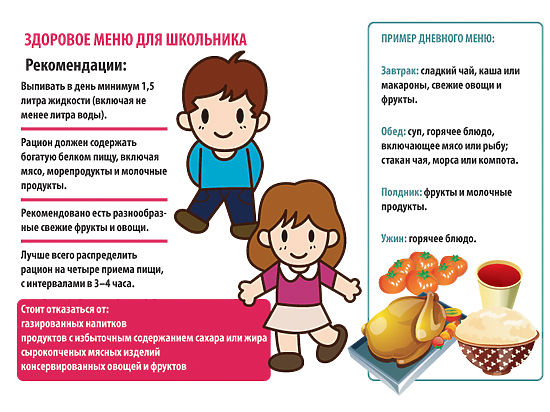 ЗДОРОВОЕ МЕНЮ ДЛЯ ШКОЛЬНИКА
Рекомендации:
Выпивать в день минимум 1,5
литра жидкости (включая не
менее литра воды).
Рацион должен содержать
богатую белком пищу, включая
мясо, морепродукты и молочные
продукты.
Рекомендовано есть разнообраз-
ные свежие фрукты и овощи.
Лучше всего распределить
рацион на четыре приема пищи,
с интервалами в 3–4 часа.
Стоит отказаться от:
газированных напитков
продуктов с избыточным содержанием сахара или жира
сырокопченых мясных изделий
консервированных овощей и фруктов
ПРИМЕР ДНЕВНОГО МЕНЮ:
Завтрак: сладкий чай, каша или
макароны, свежие овощи и
фрукты.
Обед: суп, горячее блюдо,
включающее мясо или рыбу;
стакан чая, морса или компота.
Полдник: фрукты и молочные
продукты.
Ужин: горячее блюдо.